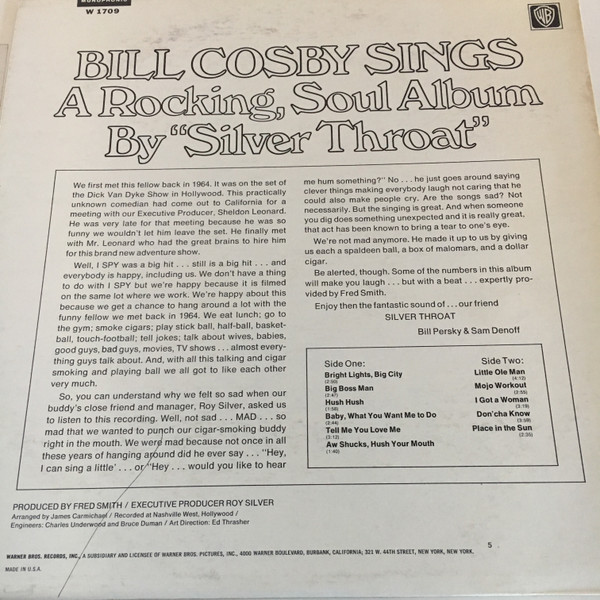 MONOPHONIC
W 1709
WB
BILL COSBY SINGS
A Rocking, Soul Album
By “Silver Throat”
We first met this fellow back in 1964. It was on the set of
the Dick Van Dyke Show in Hollywood. This practically
unknown comedian had come out to California for a
meeting with our Executive Producer, Sheldon Leonard.
He was very late for that meeting because he was so
funny we wouldn't let him leave the set. He finally met
with Mr. Leonard who had the great brains to hire him
for this brand new adventure show.
Well, I SPY was a big hit . . . still is a big hit . . . and
everybody is happy, including us. We don't have a thing
to do with I SPY but we're happy because it is filmed
on the same lot where we work. We're happy about this
because we get a chance to hang around a lot with the
funny fellow we met back in 1964. We eat lunch; go to
the gym; smoke cigars; play stick ball, half-ball, basket-
ball, touch-football; tell jokes; talk about wives, babies,
good guys, bad guys, movies, TV shows . . . almost every-
thing guys talk about. And, with all this talking and cigar
smoking and playing ball we all got to like each other
very much.
So, you can understand why we felt so sad when our
buddy's close friend and manager, Roy Silver, asked us
to listen to this recording. Well, not sad . . . MAD . . . so
mad that we wanted to punch our cigar-smoking buddy
right in the mouth. We were mad because not once in all
these years of hanging around did he ever say . . . “Hey,
I can sing a little' . . . or “Hey . . . would you like to hear
me hum something?” No . . . he just goes around saying
clever things making everybody laugh not caring that he
could also make people cry. Are the songs sad? Not
necessarily. But the singing is great. And when someone
you dig does something unexpected and it is really great,
that act has been known to bring a tear to one's eye.
We're not mad anymore. He made it up to us by giving
us each a spaldeen ball, a box of malomars, and a dollar
cigar.
Be alerted, though. Some of the numbers in this album
will make you laugh . . . but with a beat . . . expertly pro-
vided by Fred Smith.
Enjoy then the fantastic sound of . . . our friend
SILVER THROAT
Bill Persky & Sam Denoff
Side One:
Bright Lights, Big City
(2:50)
Big Boss Man
(2:47)
Hush Hush
(1:58)
Baby, What You Want Me to Do
(2:44)
Tell Me You Love Me
(3:12)
Aw Shucks, Hush Your Mouth
(1:40)
Side Two:
Little Ole Man
(4:12)
Mojo Workout
(2:55)
I Got a Woman
(3:19)
Don'cha Know
Place in the Sun
PRODUCED BY FRED SMITH / EXECUTIVE PRODUCER ROY SILVER
Arranged by James Carmichael / Recorded at Nashville West, Hollywood /
Engineers: Charles Underwood and Bruce Duman / Art Direction: Ed Thrasher
5
WARNER BROS. RECORDS, INC., A SUBSIDIARY AND LICENSEE OF WARNER BROS. PICTURES, INC., 4000 WARNER BOULEVARD, BURBANK, CALIFORNIA; 321 W. 44TH STREET, NEW YORK, NEW YORK.
MADE IN U.S.A.